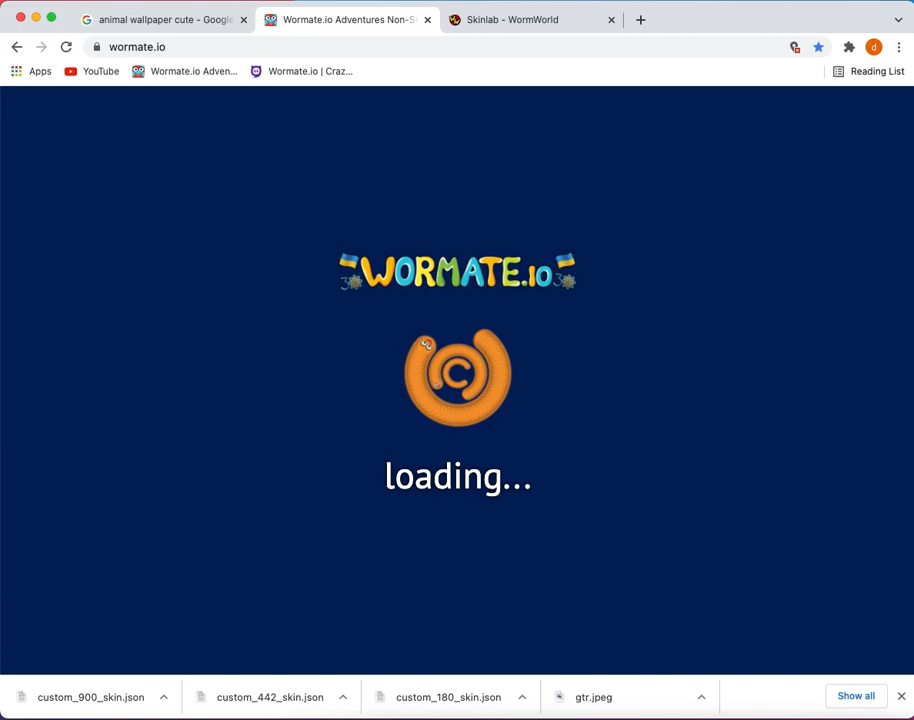 animal wallpaper cute - Google
Wormate.io Adventures Non-S
Skinlab - WormWorld
wormate.io
d
Apps
YouTube
Wormate.io Adven...
Wormate.io | Craz...
Reading List
WORMATE.io
loading...
custom_900_skin.json
custom_442_skin.json
custom_180_skin.json
gtr.jpeg
Show all